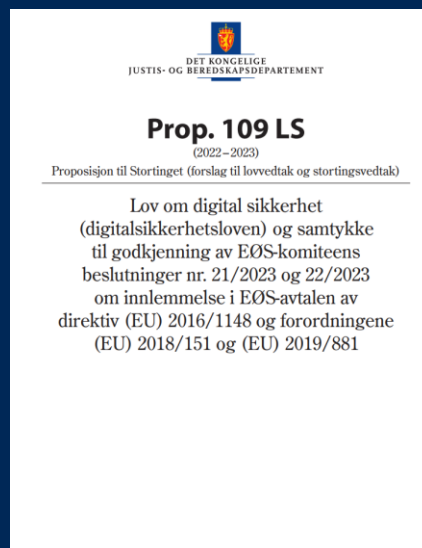 DET KONGELIGE
JUSTIS- OG BEREDSKAPSDEPARTEMENT
Prop. 109 LS
(2022–2023)
Proposisjon til Stortinget (forslag til lovvedtak og stortingsvedtak)
Lov om digital sikkerhet
(digitalsikkerhetsloven) og samtykke
til godkjenning av EØS-komiteens
beslutninger nr. 21/2023 og 22/2023
om innlemmelse i EØS-avtalen av
direktiv (EU) 2016/1148 og forordningene
(EU) 2018/151 og (EU) 2019/881